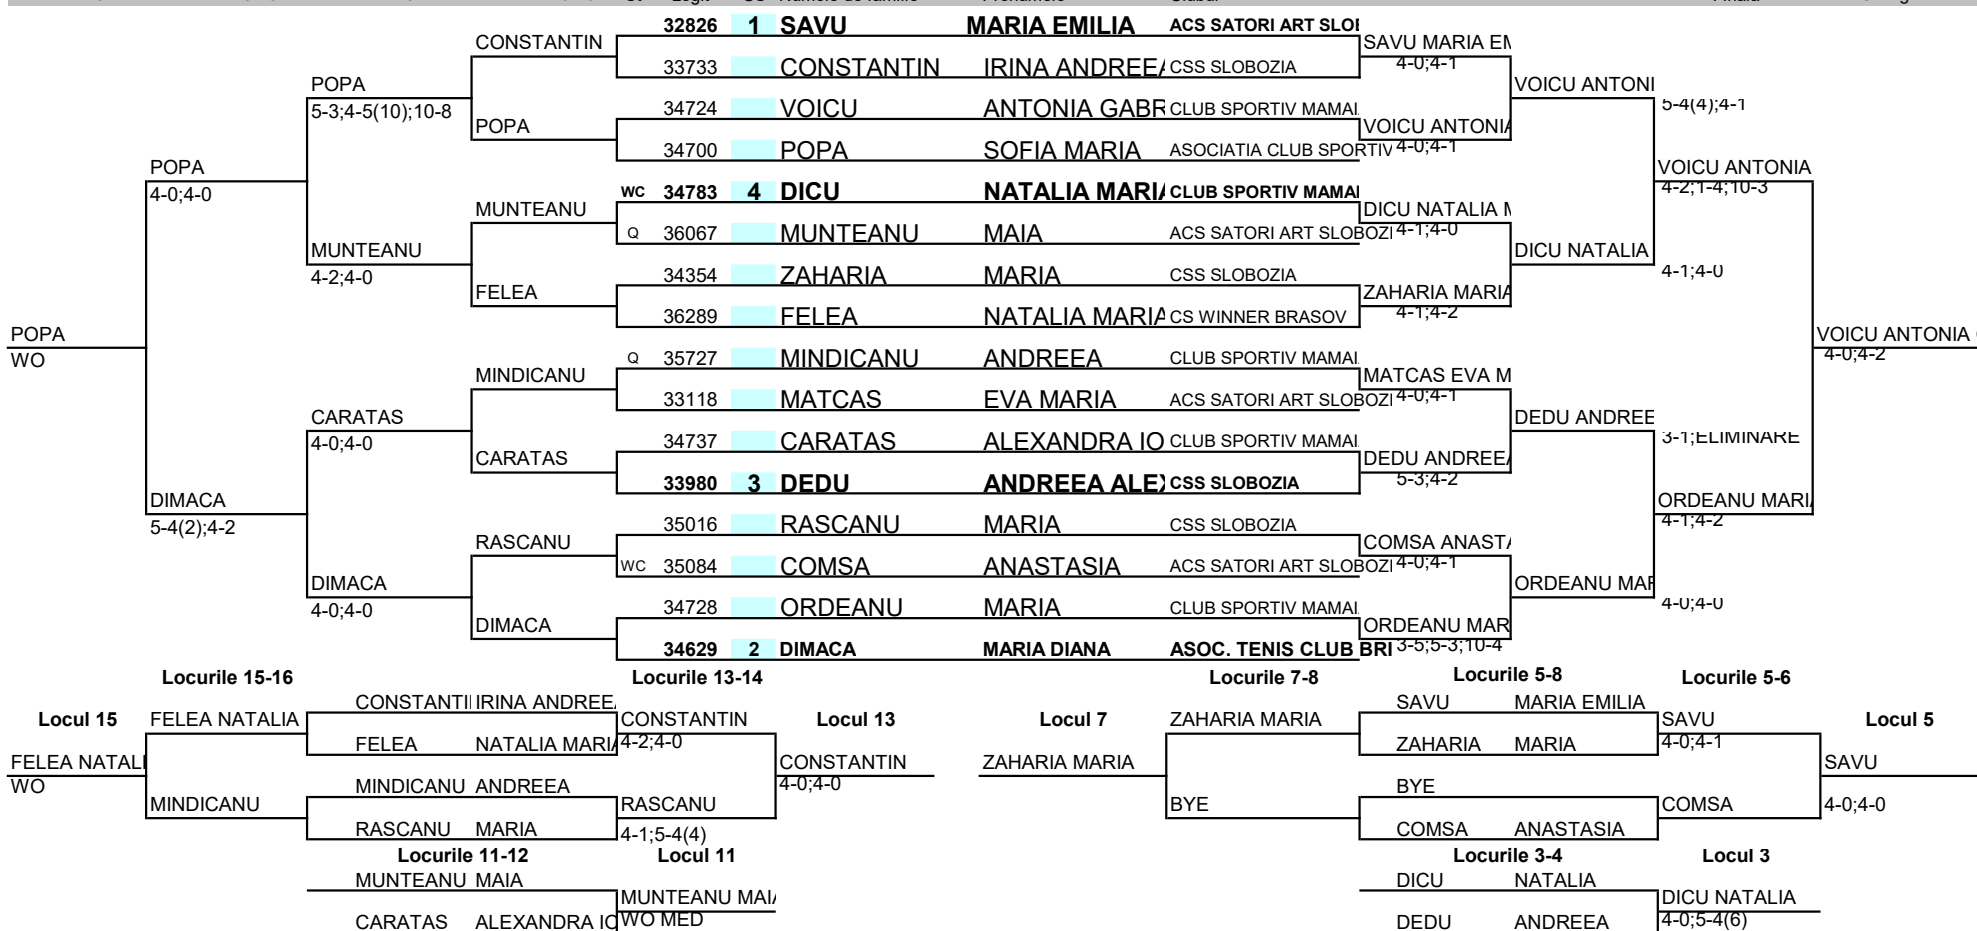 32826 1 SAVU MARIA EMILIA ACS SATORI ART SLO
CONSTANTIN SAVU MARIA EM
33733 CONSTANTIN IRINA ANDREEA CSS SLOBOZIA 4-0;4-1
POPA VOICU ANTONI
5-3;4-5(10);10-8 34724 VOICU ANTONIA GABR CLUB SPORTIV MAMAI 5-4(4);4-1
POPA VOICU ANTONIA
34700 POPA SOFIA MARIA ASOCIATIA CLUB SPORTIV 4-0;4-1
POPA VOICU ANTONIA
4-0;4-0 WC 34783 4 DICU NATALIA MARIA CLUB SPORTIV MAMAI 4-2;1-4;10-3
MUNTEANU DICU NATALIA M
Q 36067 MUNTEANU MAIA ACS SATORI ART SLOBOZI 4-1;4-0
MUNTEANU DICU NATALIA
4-2;4-0 34354 ZAHARIA MARIA CSS SLOBOZIA 4-1;4-0
FELEA ZAHARIA MARIA
36289 FELEA NATALIA MARIA CS WINNER BRASOV 4-1;4-2
POPA VOICU ANTONIA
WO Q 35727 MINDICANU ANDREEA CLUB SPORTIV MAMAI 4-0;4-2
MINDICANU MATCAS EVA M
33118 MATCAS EVA MARIA ACS SATORI ART SLOBOZI 4-0;4-1
CARATAS DEDU ANDREE
4-0;4-0 34737 CARATAS ALEXANDRA IO CLUB SPORTIV MAMAI 3-1;ELIMINARE
CARATAS DEDU ANDREEA
33980 3 DEDU ANDREEA ALEX CSS SLOBOZIA 5-3;4-2
DIMACA ORDEANU MARIA
5-4(2);4-2 35016 RASCANU MARIA CSS SLOBOZIA 4-1;4-2
RASCANU COMSA ANASTA
WC 35084 COMSA ANASTASIA ACS SATORI ART SLOBOZI 4-0;4-1
DIMACA ORDEANU MAR
4-0;4-0 34728 ORDEANU MARIA CLUB SPORTIV MAMAI 4-0;4-0
DIMACA ORDEANU MAR
34629 2 DIMACA MARIA DIANA ASOC. TENIS CLUB BRI 3-5;5-3;10-4
Locurile 15-16 Locurile 13-14 Locurile 7-8 Locurile 5-8 Locurile 5-6
CONSTANTI IRINA ANDREE SAVU MARIA EMILIA
Locul 15 FELEA NATALIA CONSTANTIN Locul 13 Locul 7 ZAHARIA MARIA SAVU Locul 5
FELEA NATALIA MARIA 4-2;4-0 ZAHARIA MARIA 4-0;4-1
FELEA NATALI CONSTANTIN ZAHARIA MARIA SAVU
WO MINDICANU ANDREEA 4-0;4-0 BYE
MINDICANU RASCANU BYE COMSA 4-0;4-0
RASCANU MARIA 4-1;5-4(4) COMSA ANASTASIA
Locurile 11-12 Locul 11 Locurile 3-4 Locul 3
MUNTEANU MAIA DICU NATALIA
MUNTEANU MAIA DICU NATALIA
CARATAS ALEXANDRA IO WO MED DEDU ANDREEA 4-0;5-4(6)